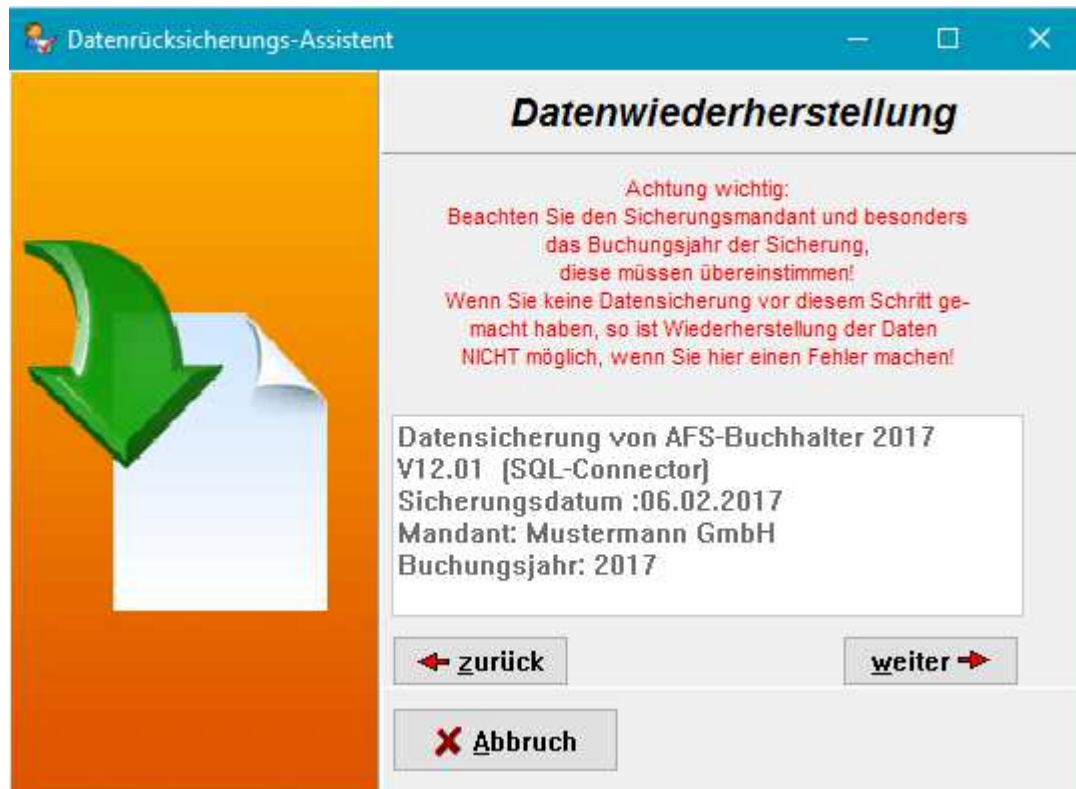 Datenrücksicherungs-Assistent
Datenwiederherstellung
Achtung wichtig:
Beachten Sie den Sicherungsmandant und besonders
das Buchungsjahr der Sicherung,
diese müssen übereinstimmen!
Wenn Sie keine Datensicherung vor diesem Schritt ge-
macht haben, so ist Wiederherstellung der Daten
NICHT möglich, wenn Sie hier einen Fehler machen!
Datensicherung von AFS-Buchhalter 2017
V12.01 (SQL-Connector)
Sicherungsdatum :06.02.2017
Mandant: Mustermann GmbH
Buchungsjahr: 2017
zurück
weiter
Abbruch